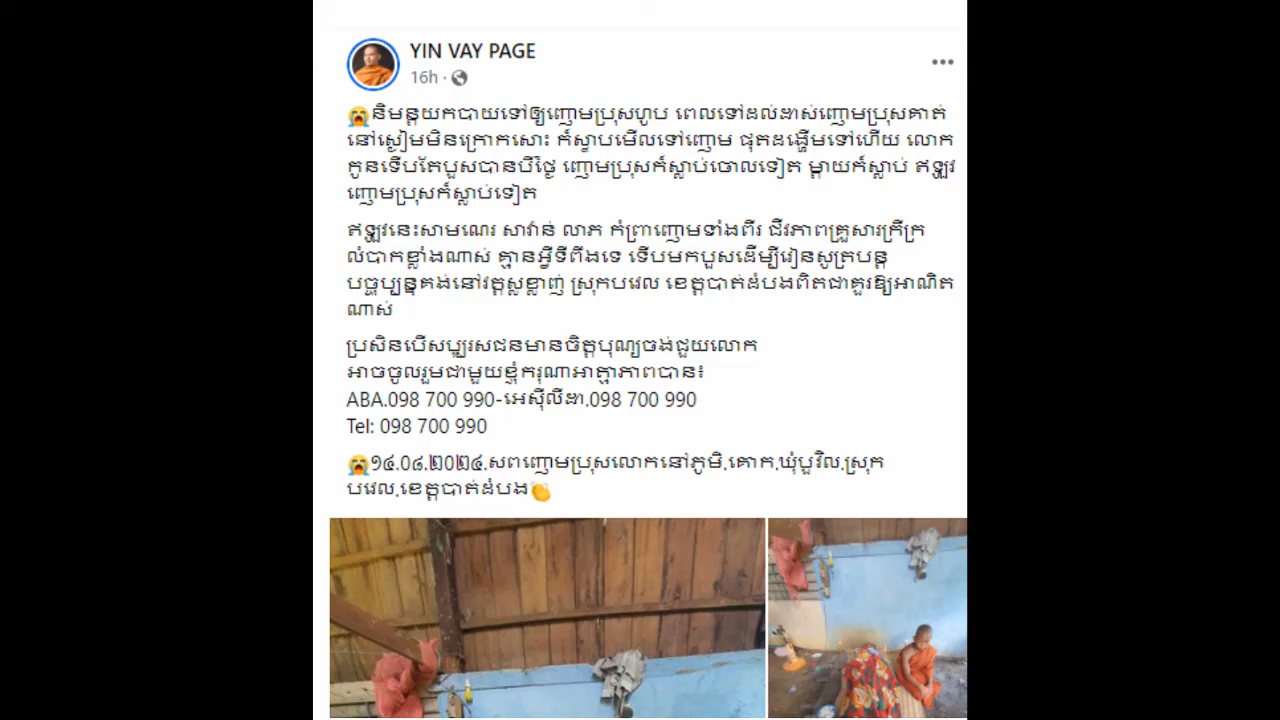 YIN VAY PAGE
16h ·
😭និមន្តយកបាយទៅឲ្យញោមប្រុសហូប ពេលទៅដល់ដាស់ញោមប្រុសគាត់
នៅស្ងៀមមិនក្រោកសោះ ក៏ស្ទាបមើលទៅញោម ផុតដង្ហើមទៅហើយ លោក
កូនទើបតែបួសបានបីថ្ងៃ ញោមប្រុសក៏ស្លាប់ចោលទៀត ម្ដាយក៏ស្លាប់ ឥឡូវ
ញោមប្រុសក៏ស្លាប់ទៀត
ឥឡូវនេះសាមណេរ សាវ៉ាន់ លាភ កំព្រាញោមទាំងពីរ ជីវភាពគ្រួសារក្រីក្រ
លំបាកខ្លាំងណាស់ គ្មានអ្វីទីពឹងទេ ទើបមកបួសដើម្បីរៀនសូត្របន្ត
បច្ចុប្បន្នគង់នៅវត្តស្លខ្លាញ់ ស្រុកបវេល ខេត្តបាត់ដំបងពិតជាគួរឱ្យអាណិត
ណាស់
ប្រសិនបើសប្បុរសជនមានចិត្តបុណ្យចង់ជួយលោក
អាចចូលរួមជាមួយខ្ញុំករុណាអាត្មាភាពបាន៖
ABA.098 700 990-អេស៊ីលីដា.098 700 990
Tel: 098 700 990
😭១៤.០៨.២០២៤.សពញោមប្រុសលោកនៅភូមិ.គោក.ឃុំបួវិល.ស្រុក
បវេល.ខេត្តបាត់ដំបង👏